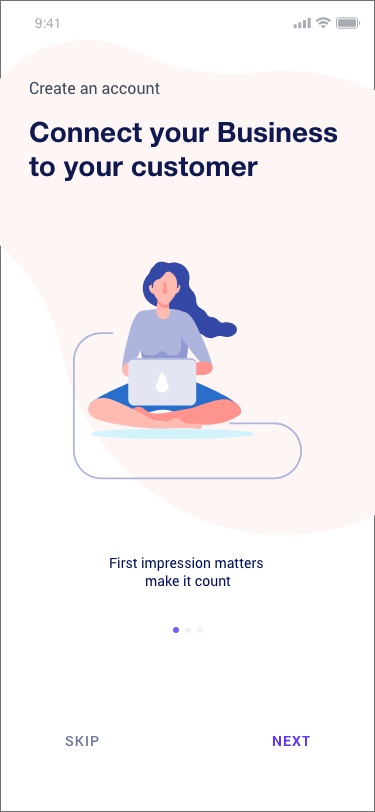 9:41
Create an account
Connect your Business
to your customer
First impression matters
make it count
SKIP
NEXT